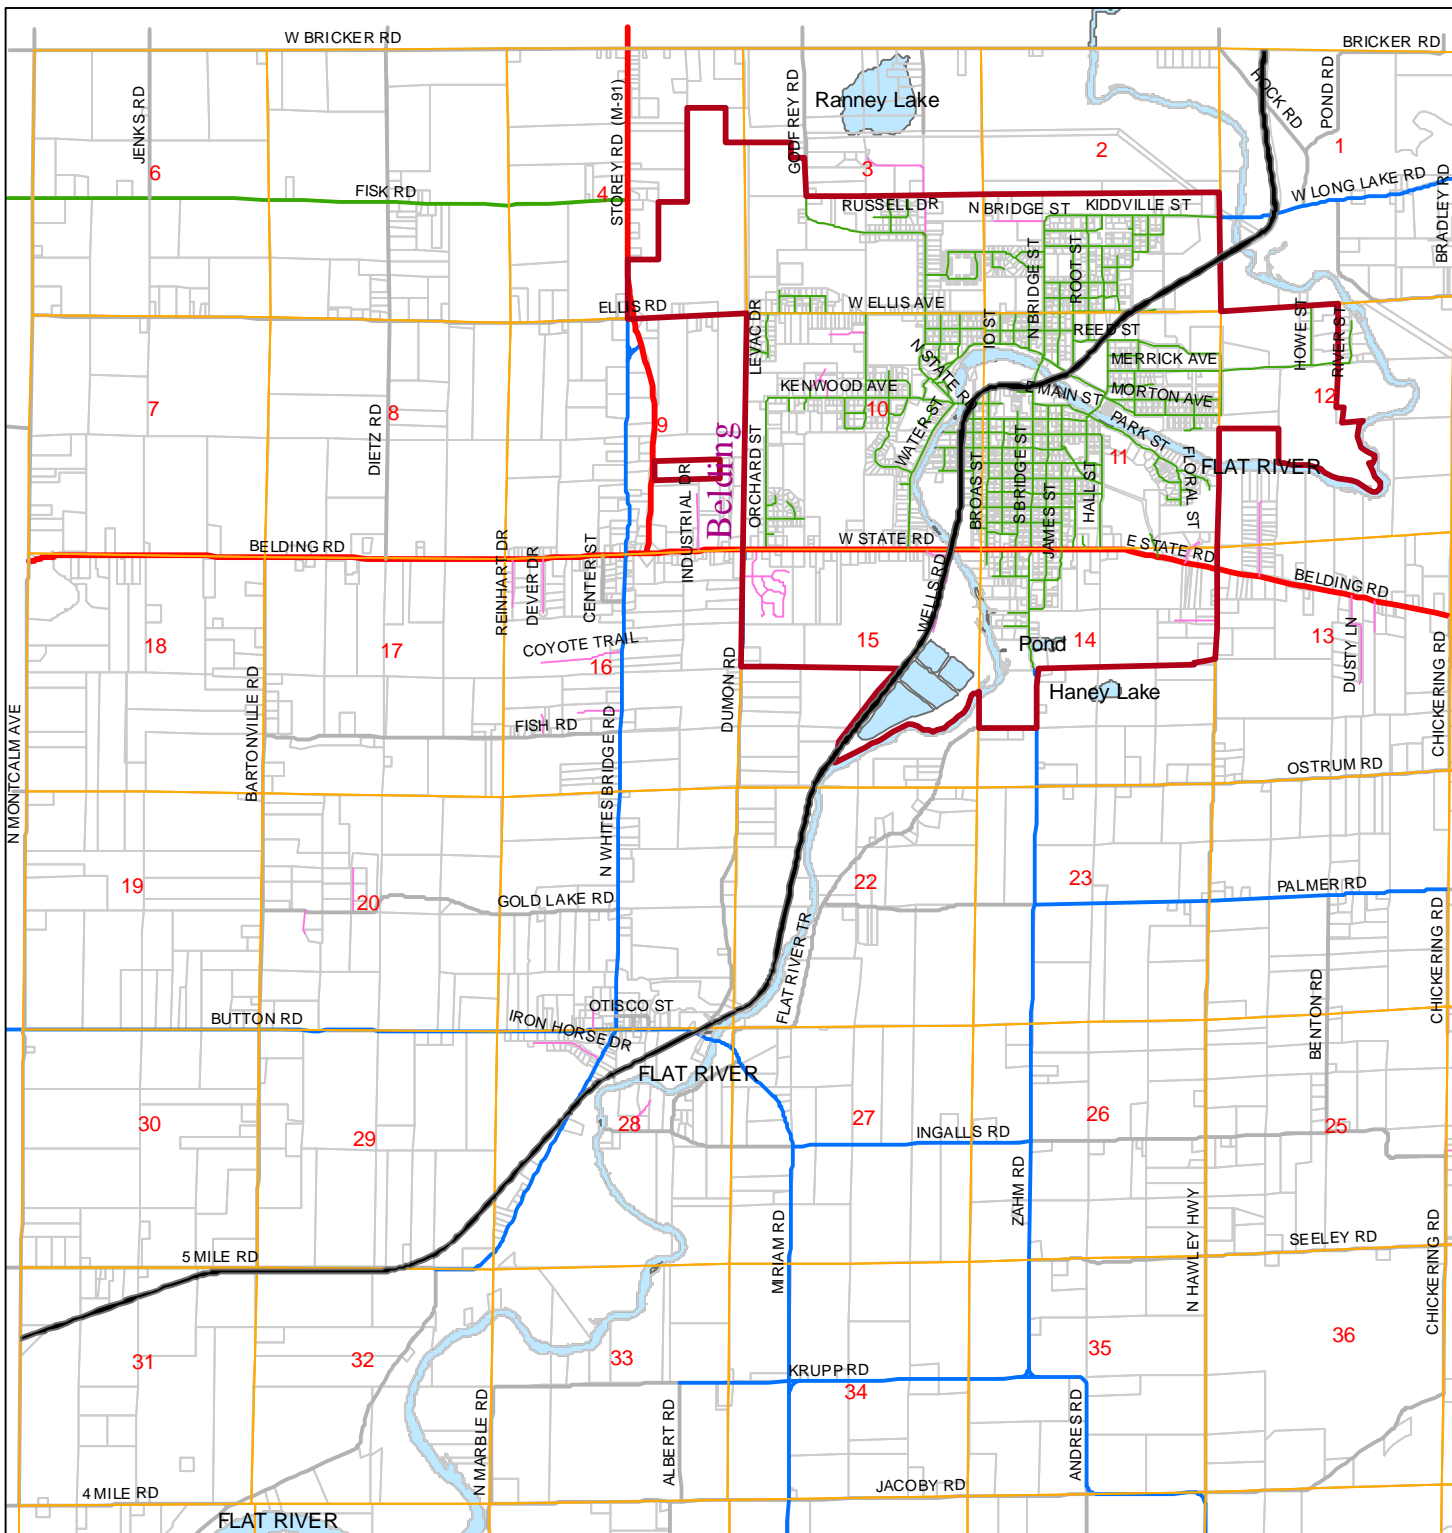 W BRICKER RD
BRICKER RD
JENKS RD
STOREY RD (M-91)
GODFREY RD
Ranney Lake
HOCK RD
POND RD
6
4
3
2
1
FISK RD
W LONG LAKE RD
BRADLEY RD
RUSSELL DR
N BRIDGE ST
KIDDVILLE ST
N BRIDGE ST
ROOT ST
ELLIS RD
LEVAC DR
W ELLIS AVE
IO ST
REED ST
HOWE ST
RIVER ST
N STATE RD
MERRICK AVE
KENWOOD AVE
E MAIN ST
MORTON AVE
7
8
9
10
11
12
DIETZ RD
Belding
ORCHARD ST
WATER ST
PARK ST
BROAS ST
S BRIDGE ST
JAMES ST
HALL ST
FLORAL ST
FLAT RIVER
INDUSTRIAL DR
BELDING RD
W STATE RD
E STATE RD
BELDING RD
REINHART DR
DEVER DR
CENTER ST
WELLS RD
COYOTE TRAIL
18
17
16
15
14
13
Pond
Haney Lake
DUSTY LN
CHICKERING RD
BARTONVILLE RD
DUMON RD
N MONTCALM AVE
FISH RD
N WHITES BRIDGE RD
OSTRUM RD
19
20
22
23
GOLD LAKE RD
PALMER RD
FLAT RIVER TR
CHICKERING RD
BENTON RD
OTISCO ST
BUTTON RD
IRON HORSE DR
FLAT RIVER
30
29
28
27
26
25
INGALLS RD
ZAHM RD
N HAWLEY HWY
MIRIAM RD
5 MILE RD
SEELEY RD
CHICKERING RD
31
32
33
34
35
36
KRUPP RD
N MARBLE RD
ALBERT RD
ANDRES RD
4 MILE RD
JACOBY RD
FLAT RIVER